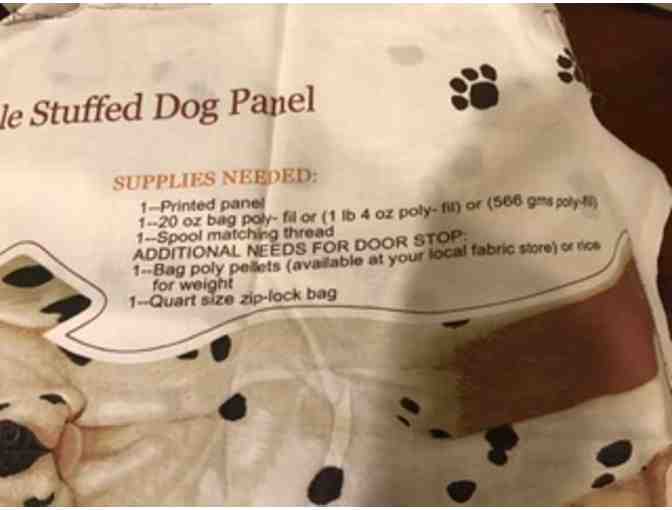 le Stuffed Dog Panel
SUPPLIES NEEDED:
1--Printed panel
1--20 oz bag poly- fil or (1 lb 4 oz poly- fil) or (566 gms poly-fil)
1--Spool matching thread
ADDITIONAL NEEDS FOR DOOR STOP:
1--Bag poly pellets (available at your local fabric store) or rice
for weight
1--Quart size zip-lock bag